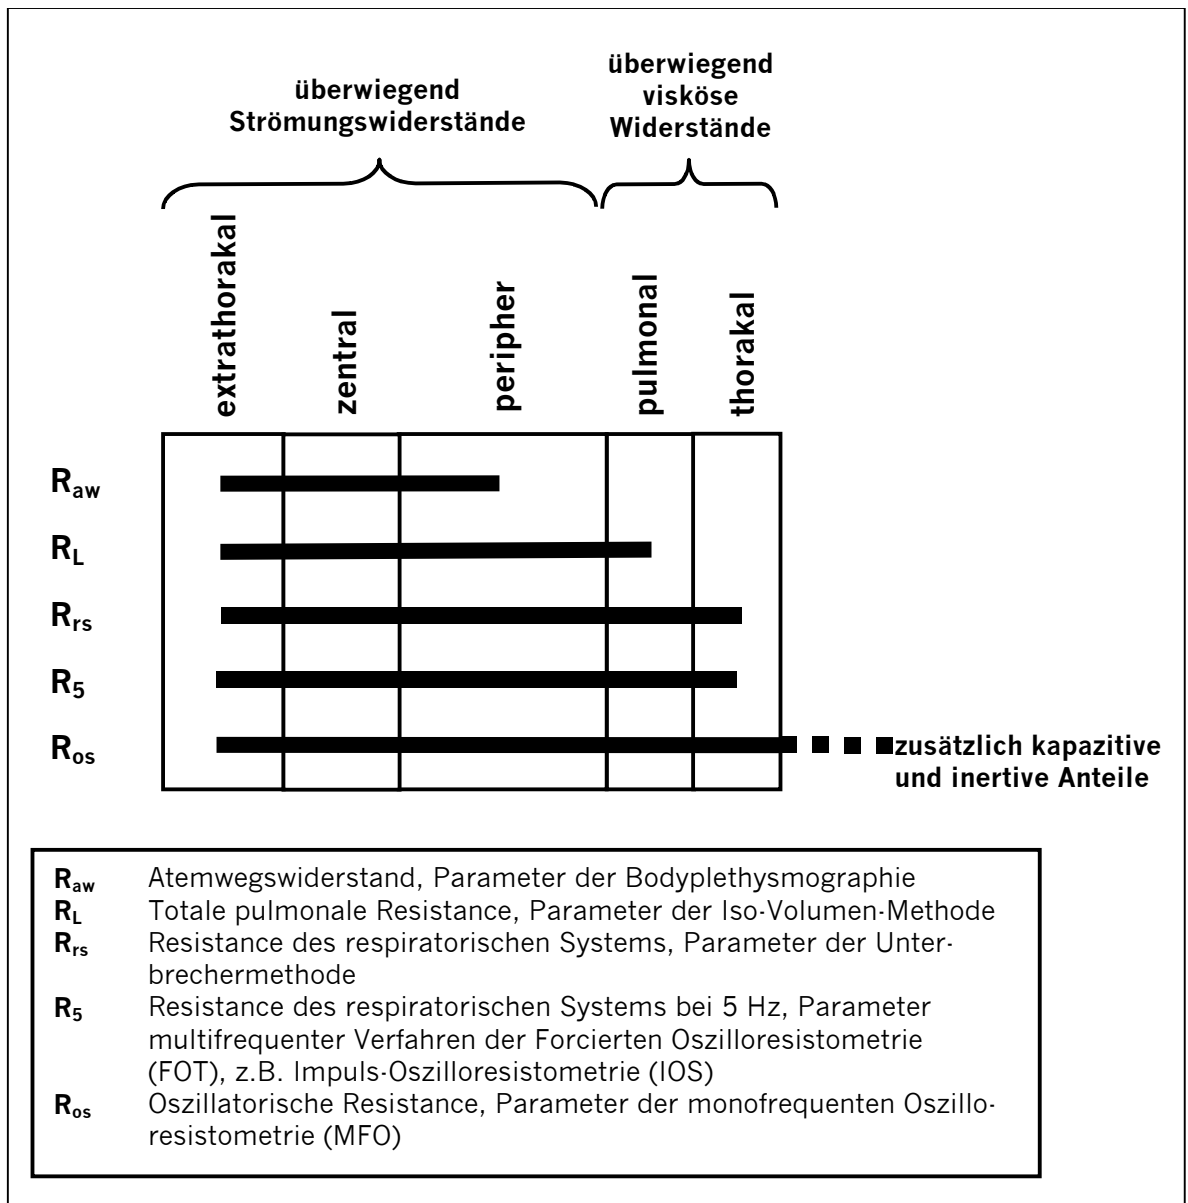 überwiegend
Strömungswiderstände
überwiegend
visköse
Widerstände
extrathorakal
zentral
peripher
pulmonal
thorakal
Raw
RL
Rrs
R5
Ros
zusätzlich kapazitive
und inertive Anteile
Raw Atemwegswiderstand, Parameter der Bodyplethysmographie
RL Totale pulmonale Resistance, Parameter der Iso-Volumen-Methode
Rrs Resistance des respiratorischen Systems, Parameter der Unter-
brechermethode
R5 Resistance des respiratorischen Systems bei 5 Hz, Parameter
multifrequenter Verfahren der Forcierten Oszilloresistometrie
(FOT), z.B. Impuls-Oszilloresistometrie (IOS)
Ros Oszillatorische Resistance, Parameter der monofrequenten Oszillo-
resistometrie (MFO)